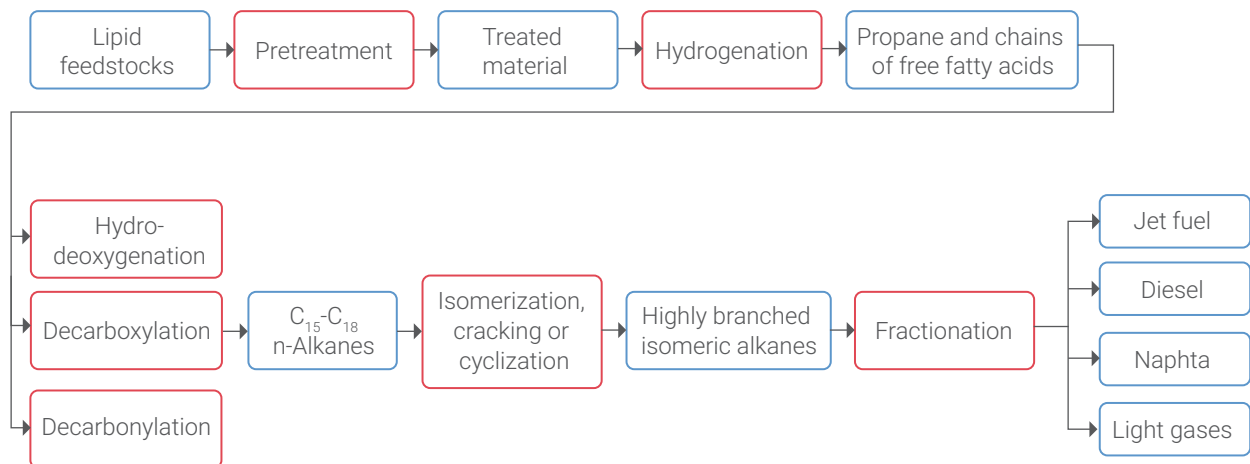 Lipid
feedstocks
Pretreatment
Treated
material
Hydrogenation
Propane and chains
of free fatty acids
Hydro-
deoxygenation
Decarboxylation
Decarbonylation
C₁₅-C₁₈
n-Alkanes
Isomerization,
cracking or
cyclization
Highly branched
isomeric alkanes
Fractionation
Jet fuel
Diesel
Naphta
Light gases